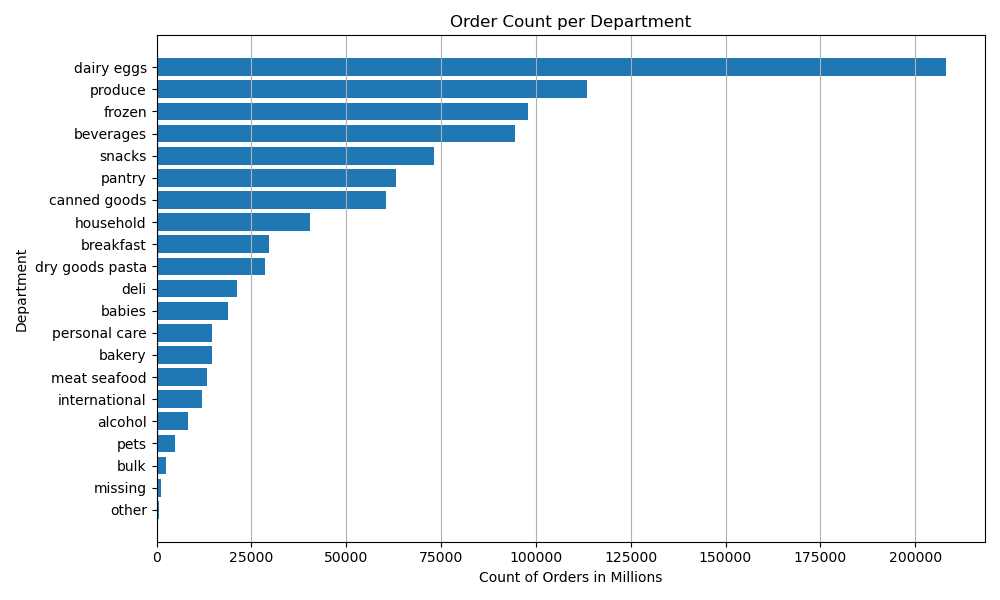 Order Count per Department
Department
dairy eggs
produce
frozen
beverages
snacks
pantry
canned goods
household
breakfast
dry goods pasta
deli
babies
personal care
bakery
meat seafood
international
alcohol
pets
bulk
missing
other
0 25000 50000 75000 100000 125000 150000 175000 200000
Count of Orders in Millions